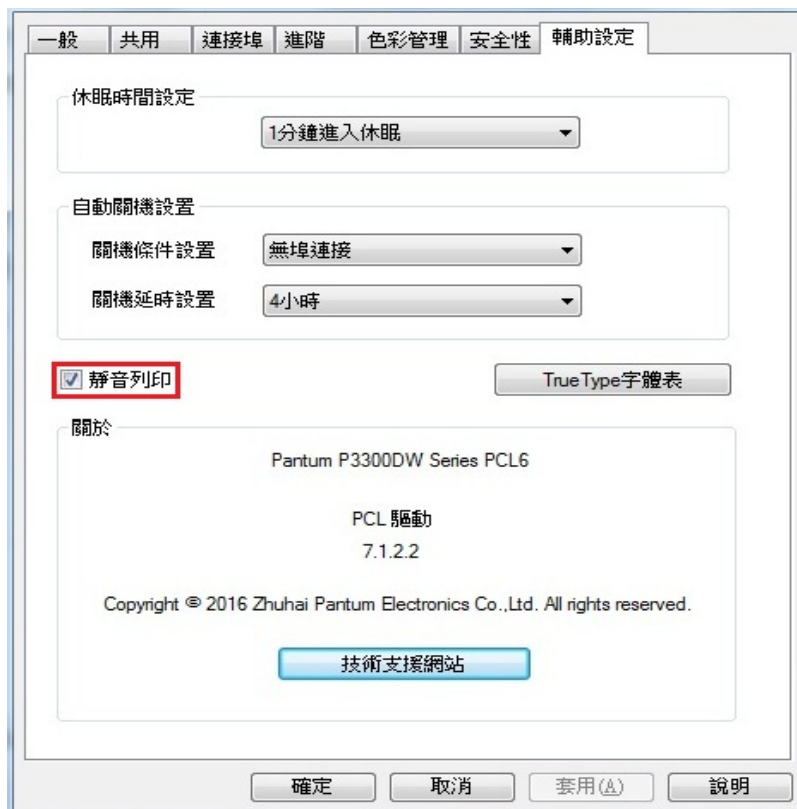 一般 共用 連接埠 進階 色彩管理 安全性 輔助設定
休眠時間設定
1分鐘進入休眠
自動關機設置
關機條件設置 無埠連接
關機延時設置 4小時
靜音列印 TrueType字體表
關於
Pantum P3300DW Series PCL6
PCL 驅動
7.1.2.2
Copyright © 2016 Zhuhai Pantum Electronics Co.,Ltd. All rights reserved.
技術支援網站
確定 取消 套用(A) 說明